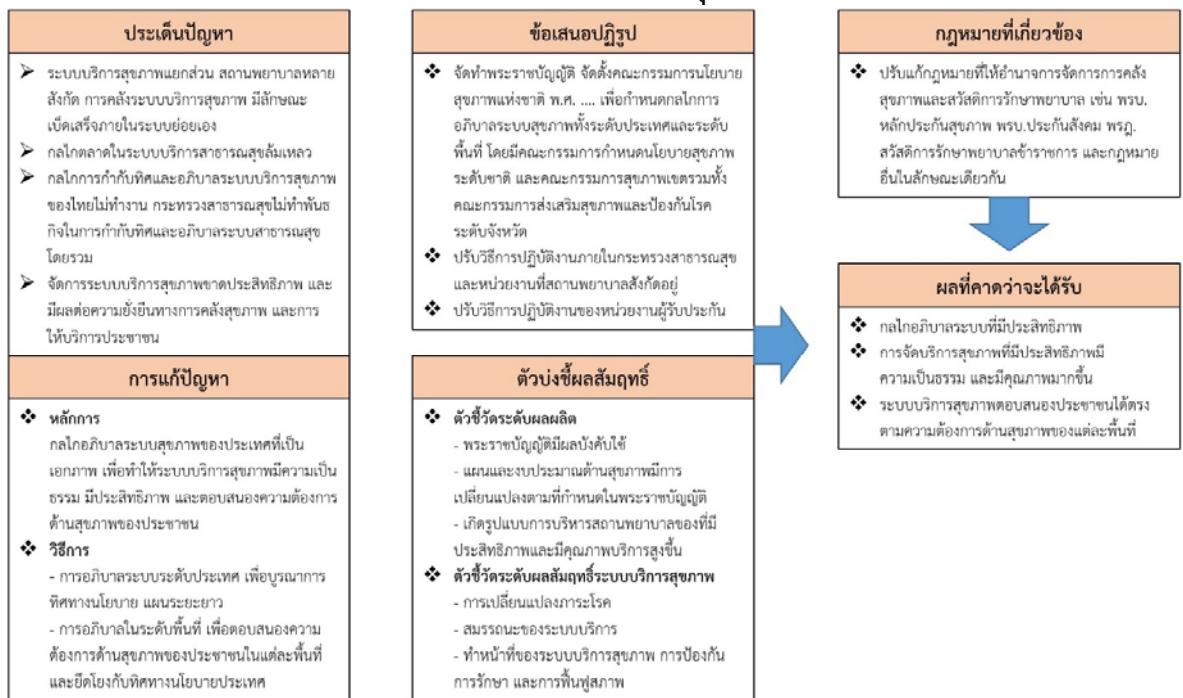 ประเด็นปัญหา
➢ ระบบบริการสุขภาพแยกส่วน สถานพยาบาลหลาย
สังกัด การคลังระบบบริการสุขภาพ มีลักษณะ
เบ็ดเสร็จภายในระบบย่อยเอง
➢ กลไกตลาดในระบบบริการสาธารณสุขล้มเหลว
➢ กลไกการกำกับทิศและอภิบาลระบบบริการสุขภาพ
ของไทยไม่ทำงาน กระทรวงสาธารณสุขไม่ทำพันธ
กิจในการกำกับทิศและอภิบาลระบบสาธารณสุข
โดยรวม
➢ จัดการระบบบริการสุขภาพขาดประสิทธิภาพ และ
มีผลต่อความยั่งยืนทางการคลังสุขภาพ และการ
ให้บริการประชาชน
การแก้ปัญหา
❖ หลักการ
กลไกอภิบาลระบบสุขภาพของประเทศที่เป็น
เอกภาพ เพื่อทำให้ระบบบริการสุขภาพมีความเป็น
ธรรม มีประสิทธิภาพ และตอบสนองความต้องการ
ด้านสุขภาพของประชาชน
❖ วิธีการ
- การอภิบาลระบบระดับประเทศ เพื่อบูรณาการ
ทิศทางนโยบาย แผนระยะยาว
- การอภิบาลในระดับพื้นที่ เพื่อตอบสนองความ
ต้องการด้านสุขภาพของประชาชนในแต่ละพื้นที่
และยึดโยงกับทิศทางนโยบายประเทศ
ข้อเสนอปฏิรูป
❖ จัดทำพระราชบัญญัติ จัดตั้งคณะกรรมการนโยบาย
สุขภาพแห่งชาติ พ.ศ. .... เพื่อกำหนดกลไกการ
อภิบาลระบบสุขภาพทั้งระดับประเทศและระดับ
พื้นที่ โดยมีคณะกรรมการกำหนดนโยบายสุขภาพ
ระดับชาติ และคณะกรรมการสุขภาพเขตรวมทั้ง
คณะกรรมการส่งเสริมสุขภาพและป้องกันโรค
ระดับจังหวัด
❖ ปรับวิธีการปฏิบัติงานภายในกระทรวงสาธารณสุข
และหน่วยงานที่สถานพยาบาลสังกัดอยู่
❖ ปรับวิธีการปฏิบัติงานของหน่วยงานผู้รับประกัน
ตัวบ่งชี้ผลสัมฤทธิ์
❖ ตัวชี้วัดระดับผลผลิต
- พระราชบัญญัติมีผลบังคับใช้
- แผนและงบประมาณด้านสุขภาพมีการ
เปลี่ยนแปลงตามที่กำหนดในพระราชบัญญัติ
- เกิดรูปแบบการบริหารสถานพยาบาลของที่มี
ประสิทธิภาพและมีคุณภาพบริการสูงขึ้น
❖ ตัวชี้วัดระดับผลสัมฤทธิ์ระบบบริการสุขภาพ
- การเปลี่ยนแปลงภาระโรค
- สมรรถนะของระบบบริการ
- ทำหน้าที่ของระบบบริการสุขภาพ การป้องกัน
การรักษา และการฟื้นฟูสภาพ
กฎหมายที่เกี่ยวข้อง
❖ ปรับแก้กฎหมายที่ให้อำนาจการจัดการการคลัง
สุขภาพและสวัสดิการรักษาพยาบาล เช่น พรบ.
หลักประกันสุขภาพ พรบ.ประกันสังคม พรฎ.
สวัสดิการรักษาพยาบาลข้าราชการ และกฎหมาย
อื่นในลักษณะเดียวกัน
ผลที่คาดว่าจะได้รับ
❖ กลไกอภิบาลระบบที่มีประสิทธิภาพ
❖ การจัดบริการสุขภาพที่มีประสิทธิภาพมี
ความเป็นธรรม และมีคุณภาพมากขึ้น
❖ ระบบบริการสุขภาพตอบสนองประชาชนได้ตรง
ตามความต้องการด้านสุขภาพของแต่ละพื้นที่